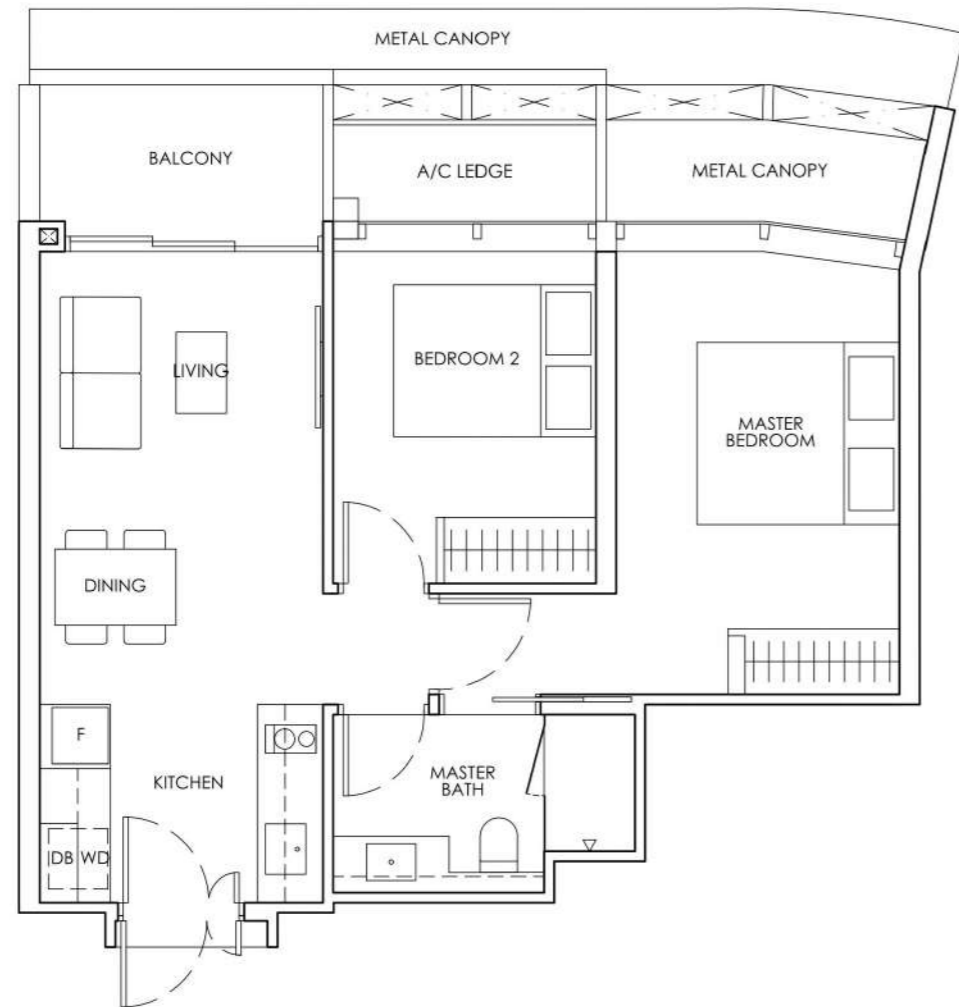 METAL CANOPY
BALCONY
A/C LEDGE
METAL CANOPY
LIVING
BEDROOM 2
MASTER
BEDROOM
DINING
F
KITCHEN
MASTER
BATH
DB WD